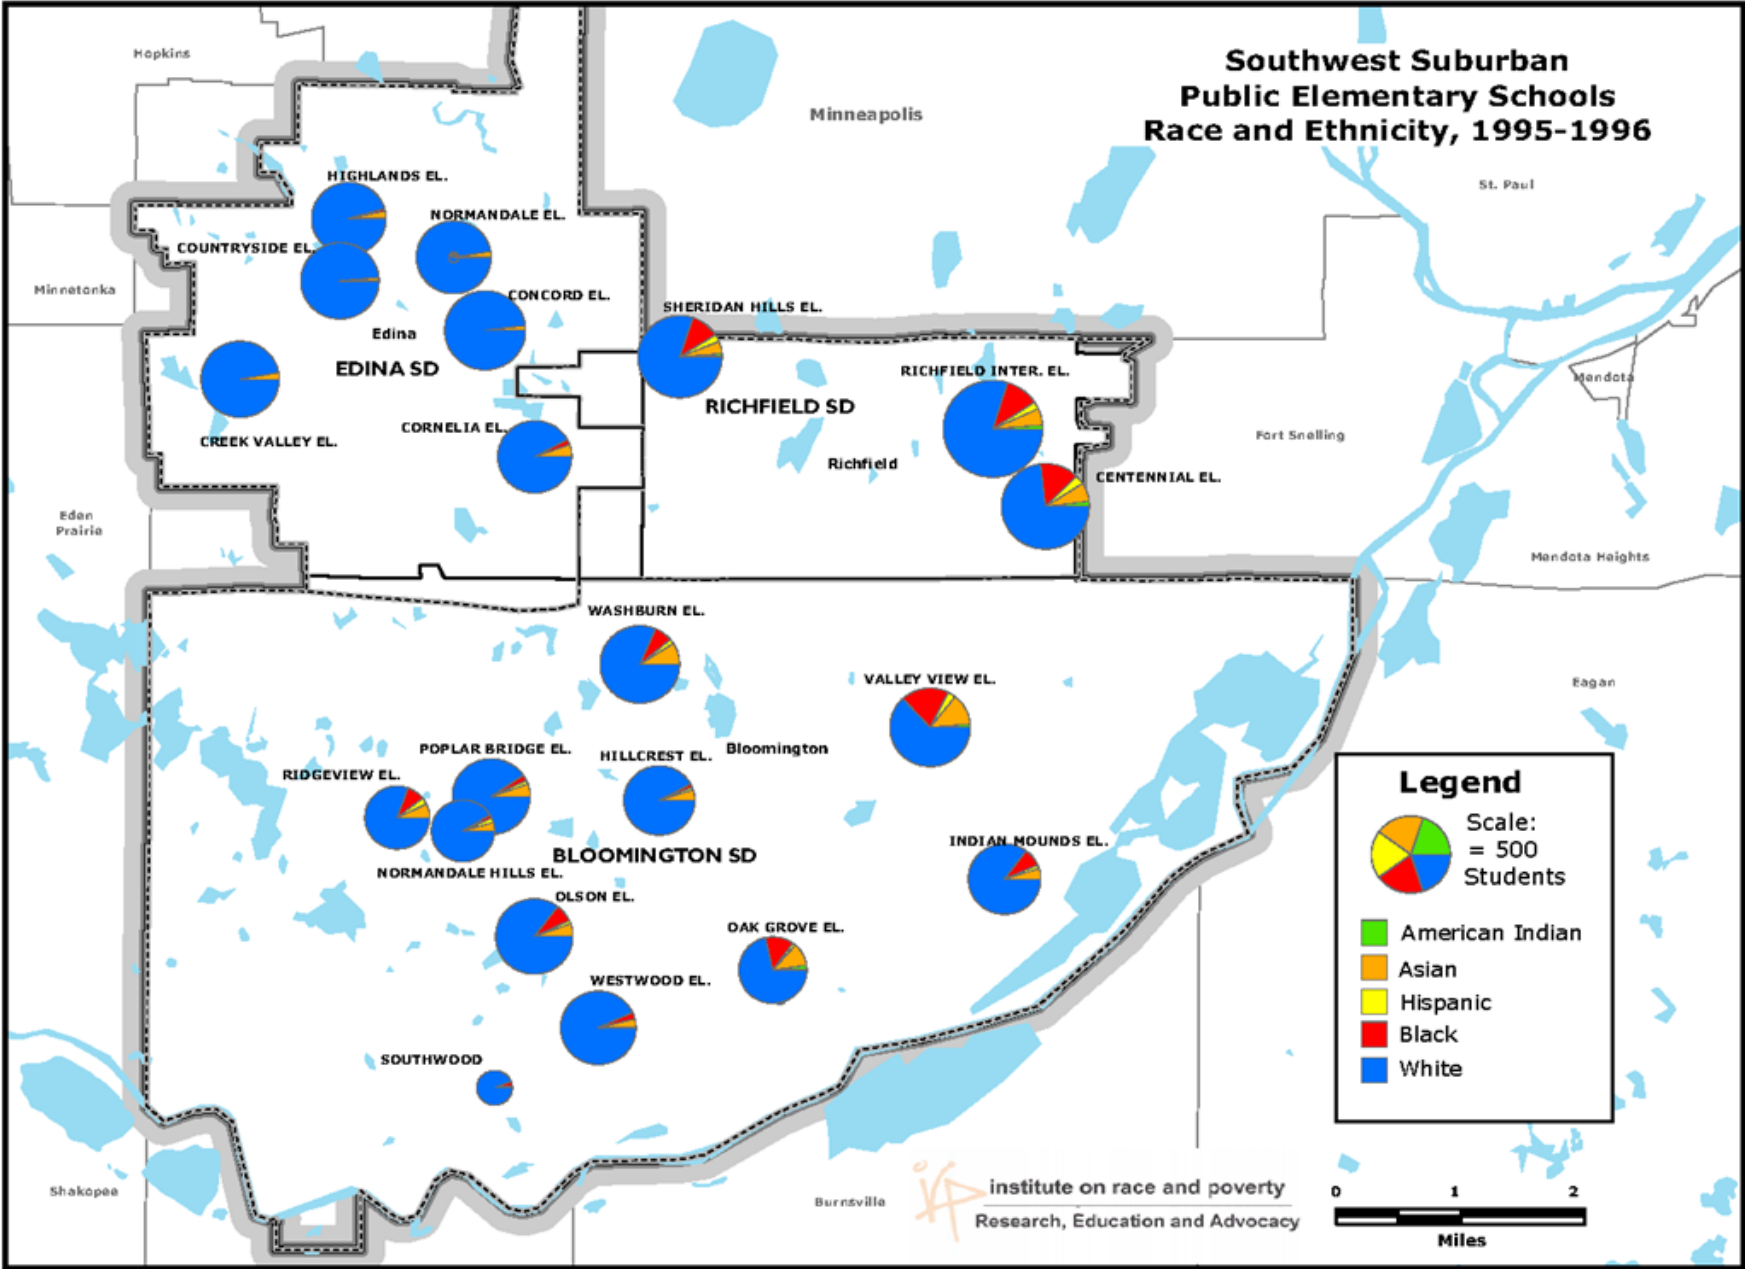 Southwest Suburban
Public Elementary Schools
Race and Ethnicity, 1995-1996
Hopkins
Minneapolis
St. Paul
HIGHLANDS EL.
NORMANDALE EL.
COUNTRYSIDE EL.
Minnetonka
CONCORD EL.
SHERIDAN HILLS EL.
Edina
EDINA SD
RICHFIELD INTER. EL.
Mendota
RICHFIELD SD
CREEK VALLEY EL.
CORNELIA EL.
Fort Snelling
Richfield
CENTENNIAL EL.
Eden
Prairie
Mendota Heights
WASHBURN EL.
VALLEY VIEW EL.
Eagan
POPLAR BRIDGE EL.
HILLCREST EL.
Bloomington
RIDGEVIEW EL.
INDIAN MOUNDS EL.
BLOOMINGTON SD
NORMANDALE HILLS EL.
OLSON EL.
OAK GROVE EL.
WESTWOOD EL.
SOUTHWOOD
Legend
Scale:
= 500
Students
American Indian
Asian
Hispanic
Black
White
Shakopee
Burnsville
irp
institute on race and poverty
Research, Education and Advocacy
0 1 2
Miles